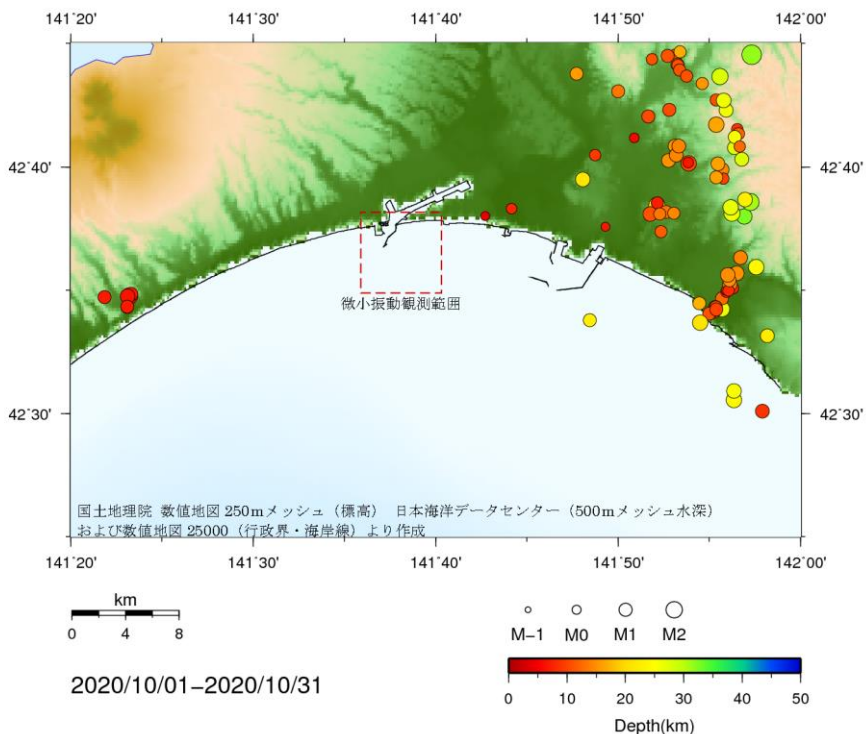 141˚20' 141˚30' 141˚40' 141˚50' 142˚00'
42˚40' 42˚40'
微小振動観測範囲
42˚30' 42˚30'
国土地理院 数値地図 250mメッシュ（標高） 日本海洋データセンター（500mメッシュ水深）
および数値地図 25000（行政界・海岸線）より作成
141˚20' 141˚30' 141˚40' 141˚50' 142˚00'
km
0 4 8
M−1 M0 M1 M2
2020/10/01−2020/10/31
0 10 20 30 40 50
Depth(km)